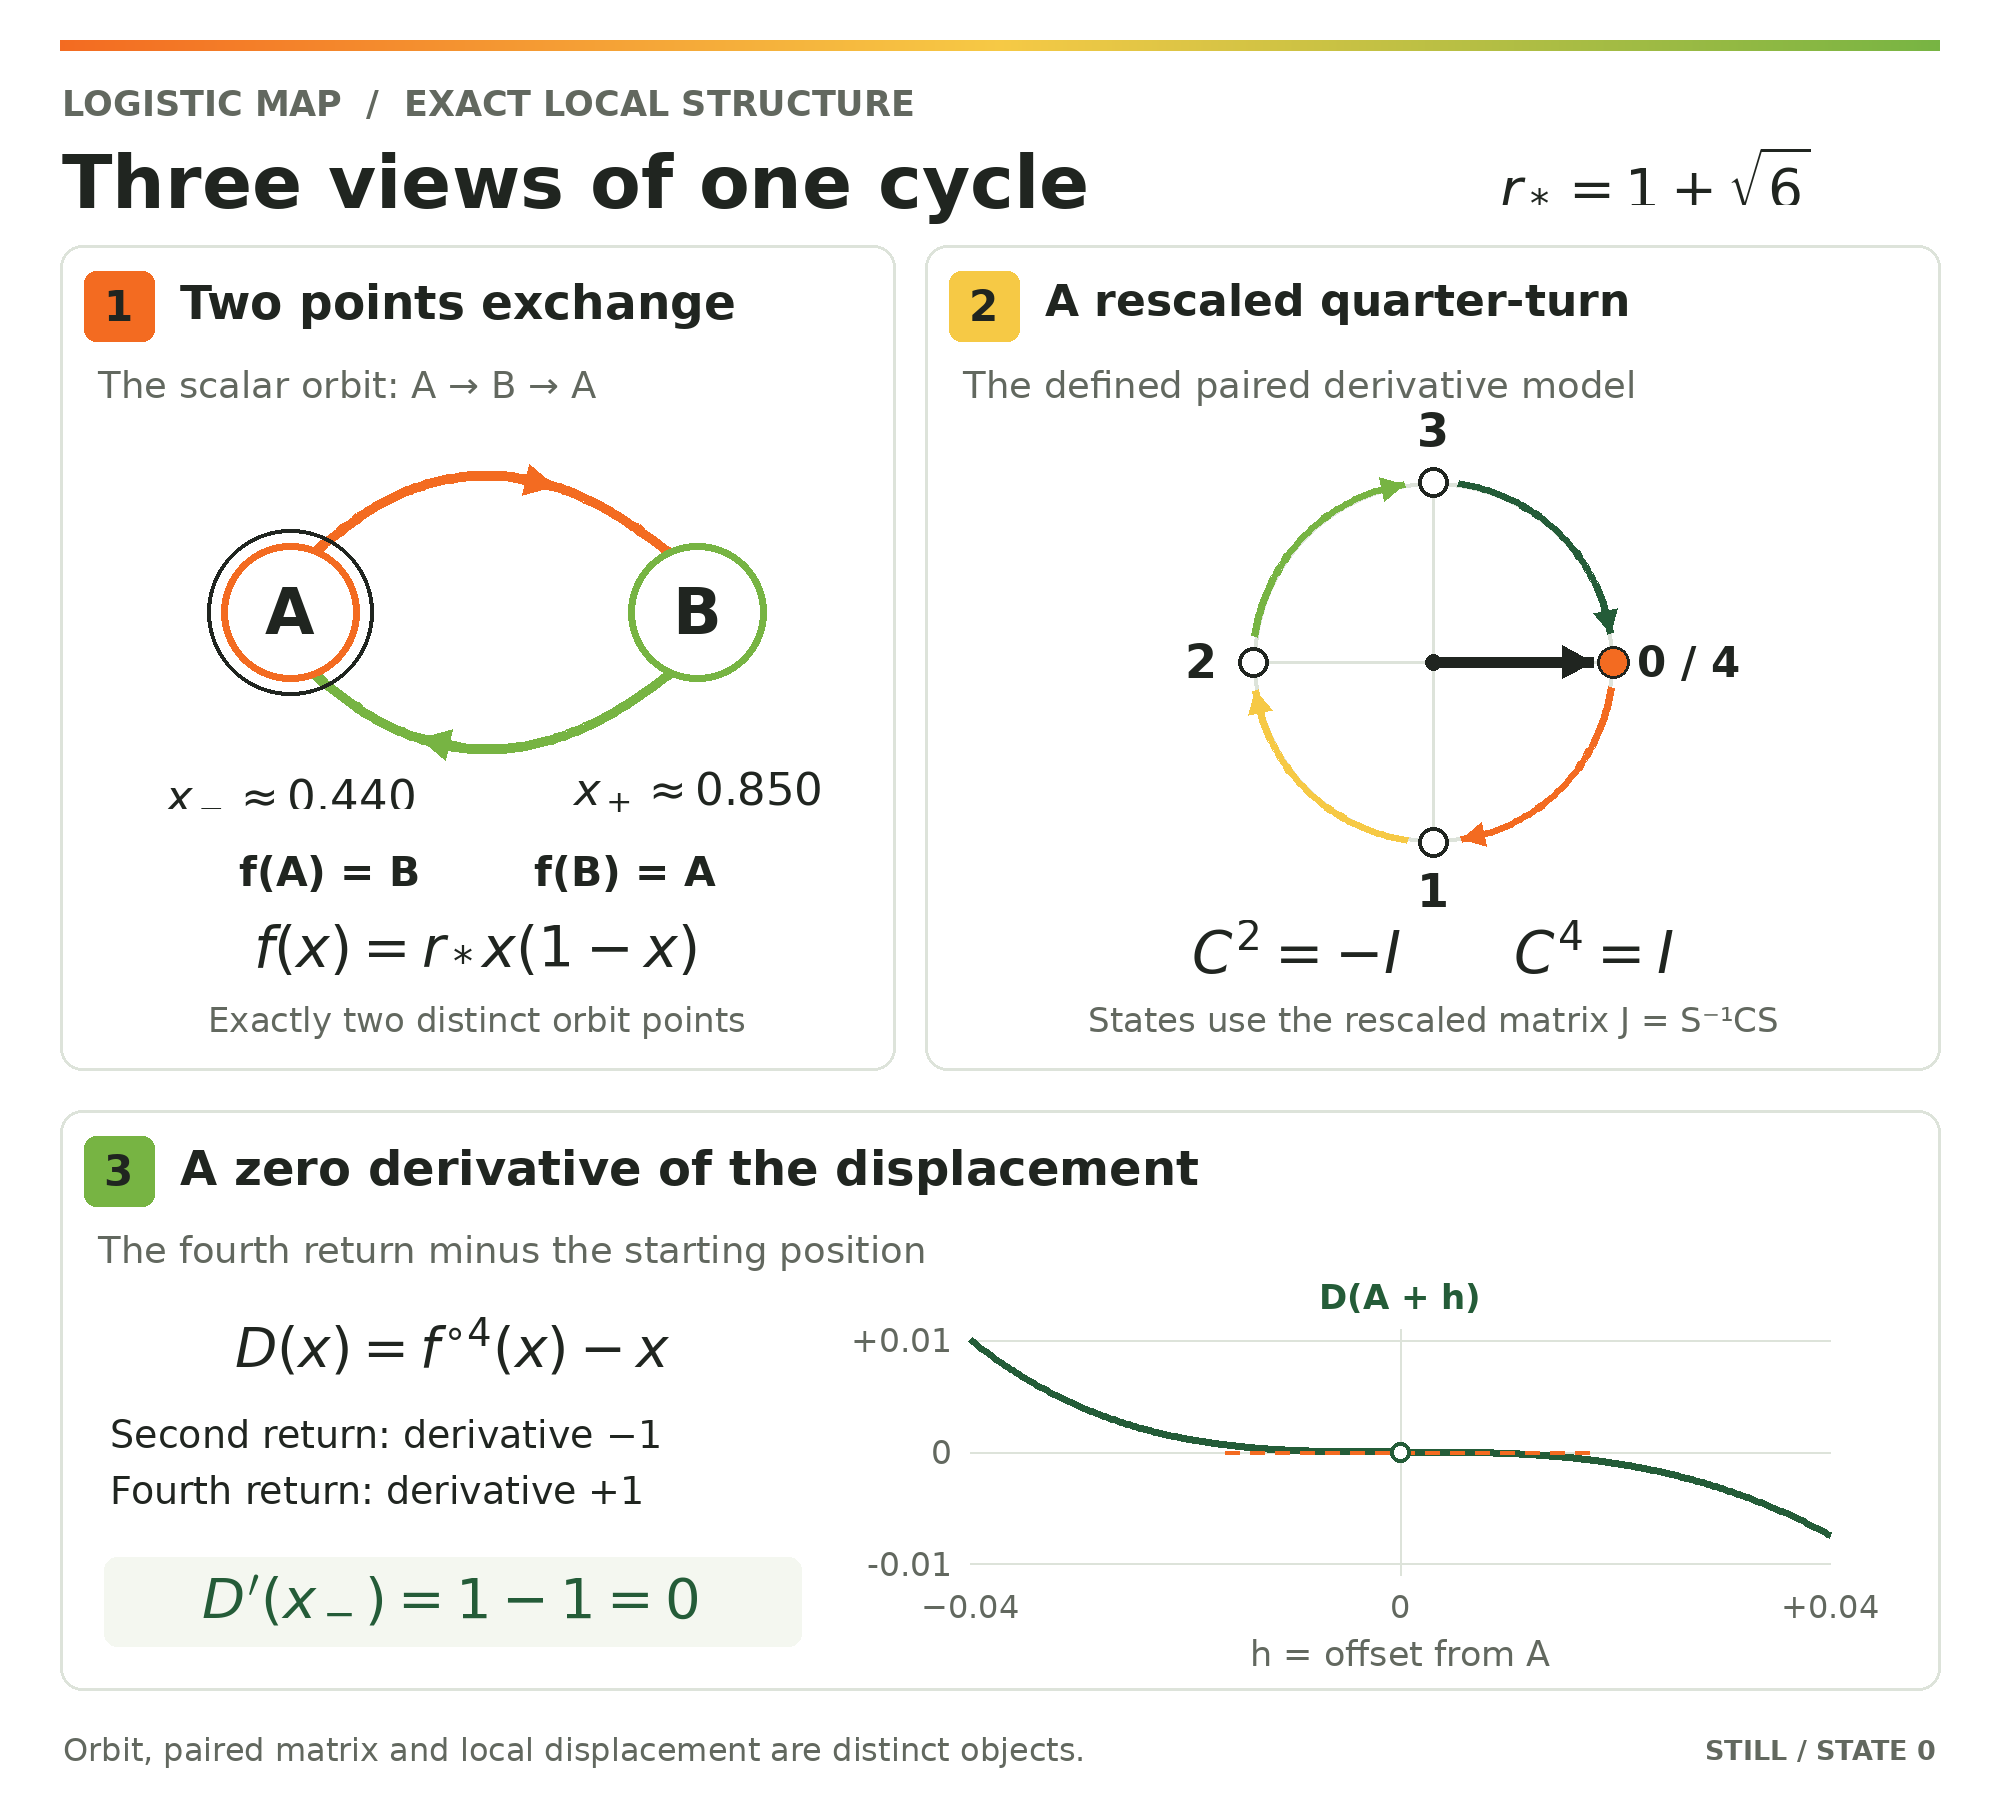 LOGISTIC MAP / EXACT LOCAL STRUCTURE
Three views of one cycle
r∗ = 1 + √6
1 Two points exchange
The scalar orbit: A → B → A
A
B
x₋ ≈ 0.440
x₊ ≈ 0.850
f(A) = B
f(B) = A
f(x) = r∗x(1 − x)
Exactly two distinct orbit points
2 A rescaled quarter-turn
The defined paired derivative model
3
2
0 / 4
1
C² = −I
C⁴ = I
States use the rescaled matrix J = S⁻¹CS
3 A zero derivative of the displacement
The fourth return minus the starting position
D(x) = f°⁴(x) − x
Second return: derivative −1
Fourth return: derivative +1
D′(x₋) = 1 − 1 = 0
D(A + h)
+0.01
0
-0.01
−0.04
0
+0.04
h = offset from A
Orbit, paired matrix and local displacement are distinct objects.
STILL / STATE 0